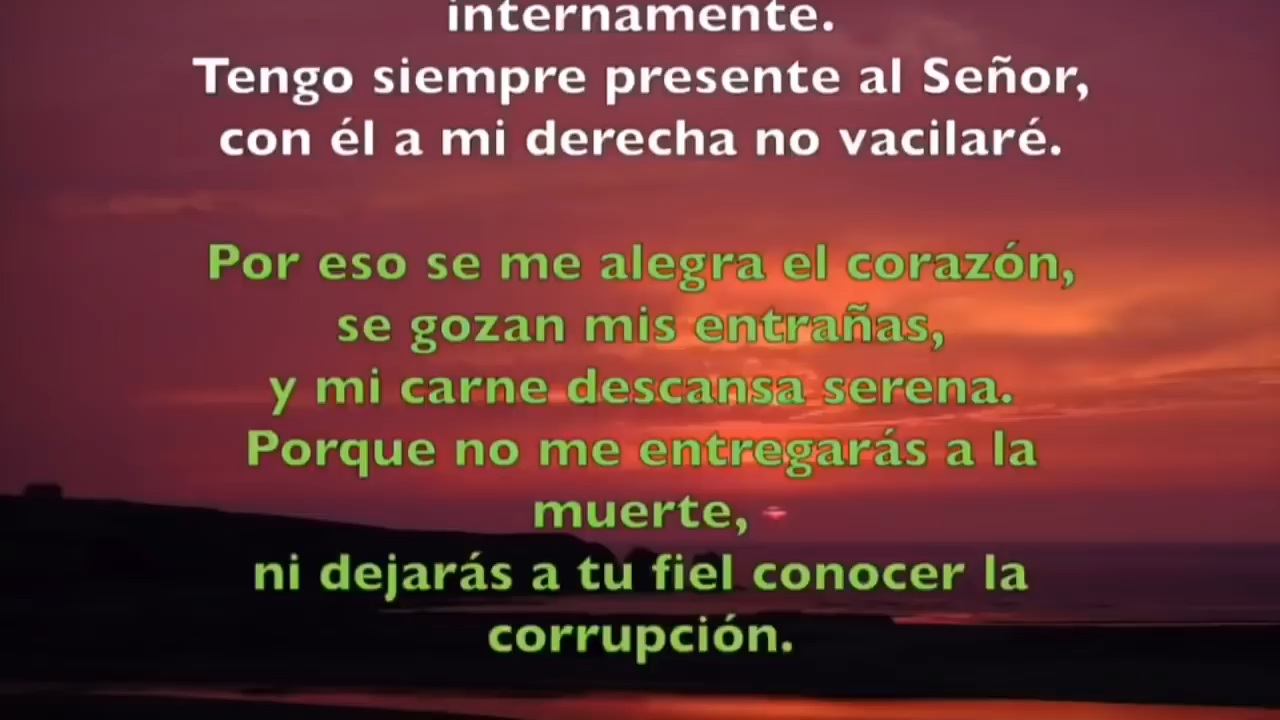 internamente.
Tengo siempre presente al Señor,
con él a mi derecha no vacilaré.
Por eso se me alegra el corazón,
se gozan mis entrañas,
y mi carne descansa serena.
Porque no me entregarás a la
muerte,
ni dejarás a tu fiel conocer la
corrupción.